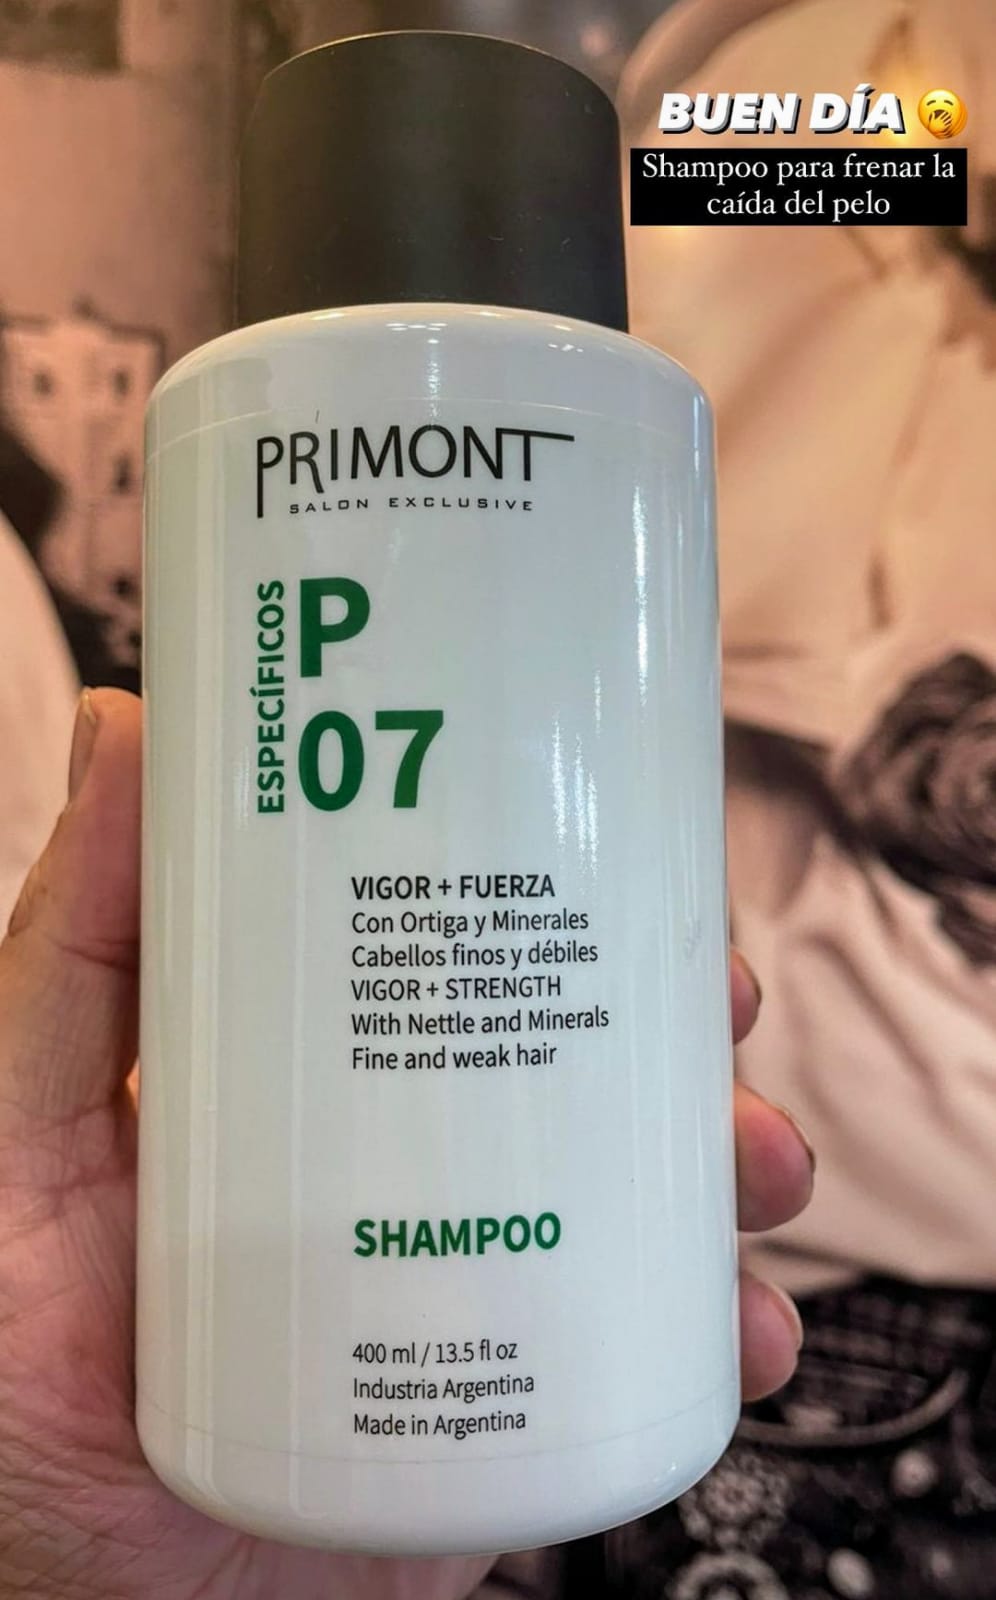 BUEN DÍA 🥱
Shampoo para frenar la
caída del pelo
PRIMONT
SALON EXCLUSIVE
ESPECÍFICOS
P
07
VIGOR + FUERZA
Con Ortiga y Minerales
Cabellos finos y débiles
VIGOR + STRENGTH
With Nettle and Minerals
Fine and weak hair
SHAMPOO
400 ml / 13.5 fl oz
Industria Argentina
Made in Argentina